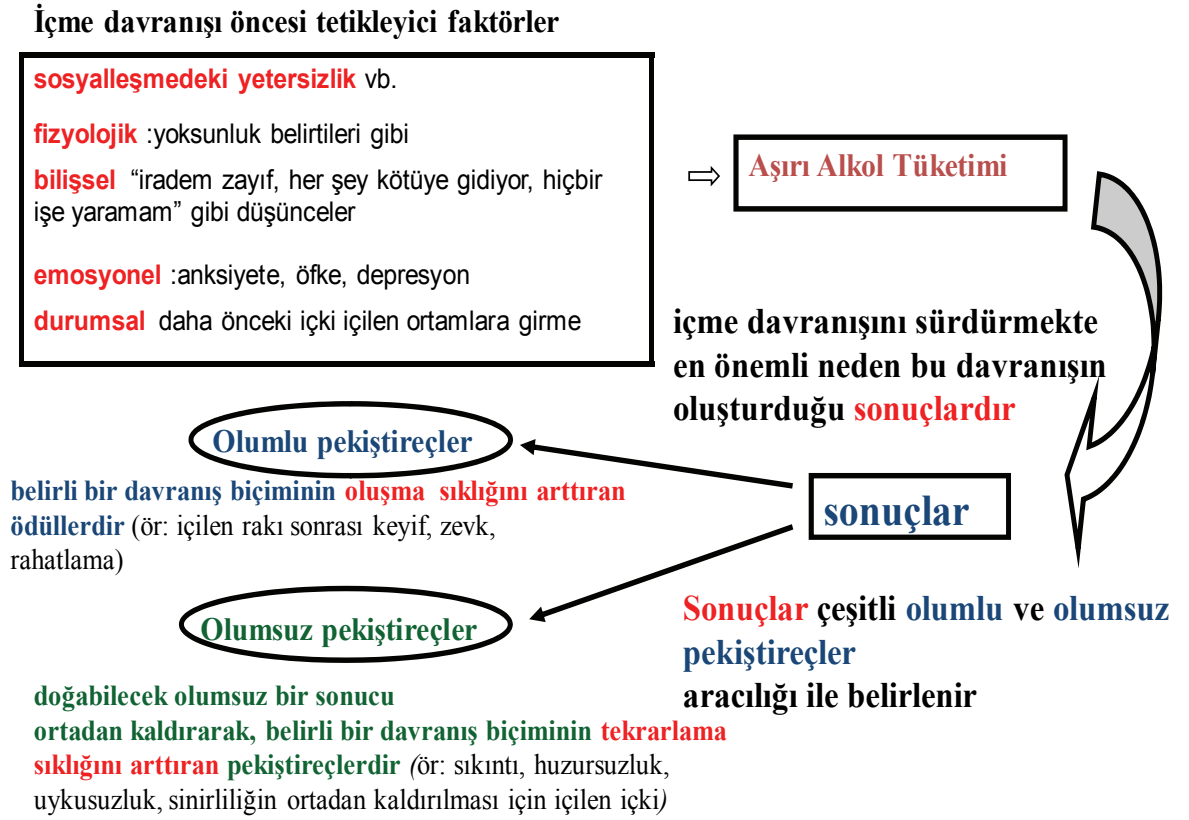 İçme davranışı öncesi tetikleyici faktörler
sosyalleşmedeki yetersizlik vb.
fizyolojik :yoksunluk belirtileri gibi
bilişsel “iradem zayıf, her şey kötüye gidiyor, hiçbir
işe yaramam” gibi düşünceler
emosyonel :anksiyete, öfke, depresyon
durumsal daha önceki içki içilen ortamlara girme
Aşırı Alkol Tüketimi
içme davranışını sürdürmekte
en önemli neden bu davranışın
oluşturduğu sonuçlardır
sonuçlar
Sonuçlar çeşitli olumlu ve olumsuz
pekiştireçler
aracılığı ile belirlenir
Olumlu pekiştireçler
belirli bir davranış biçiminin oluşma sıklığını arttıran
ödüllerdir (ör: içilen rakı sonrası keyif, zevk,
rahatlama)
Olumsuz pekiştireçler
doğabilecek olumsuz bir sonucu
ortadan kaldırarak, belirli bir davranış biçiminin tekrarlama
sıklığını arttıran pekiştireçlerdir (ör: sıkıntı, huzursuzluk,
uykusuzluk, sinirliliğin ortadan kaldırılması için içilen içki)